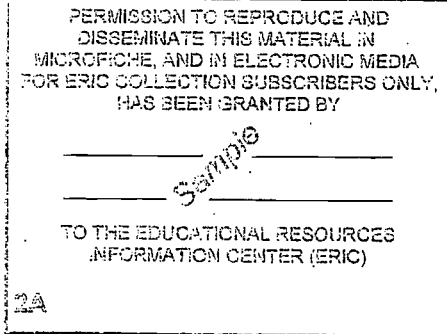 PERMISSION TO REPRODUCE AND
DISSEMINATE THIS MATERIAL IN
MICROFICHE, AND IN ELECTRONIC MEDIA
FOR ERIC COLLECTION SUBSCRIBERS ONLY,
HAS BEEN GRANTED BY
Sample
TO THE EDUCATIONAL RESOURCES
INFORMATION CENTER (ERIC)
2A